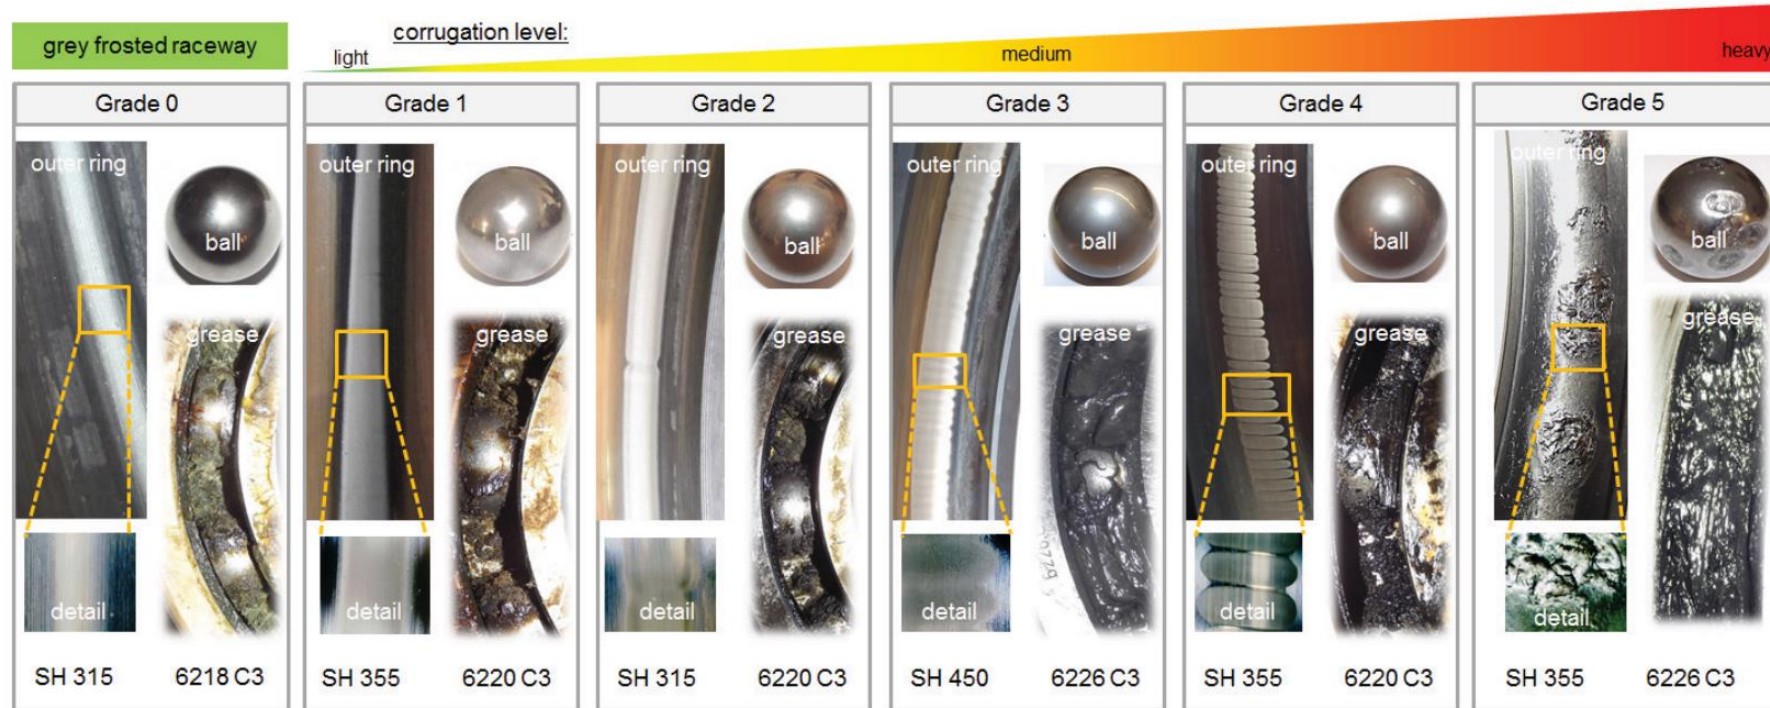 grey frosted raceway
corrugation level:
light
medium
heavy
Grade 0
outer ring
ball
grease
detail
SH 315
6218 C3
Grade 1
outer ring
ball
grease
detail
SH 355
6220 C3
Grade 2
outer ring
ball
grease
detail
SH 315
6220 C3
Grade 3
outer ring
ball
grease
detail
SH 450
6226 C3
Grade 4
outer ring
ball
grease
detail
SH 355
6220 C3
Grade 5
outer ring
ball
grease
detail
SH 355
6226 C3